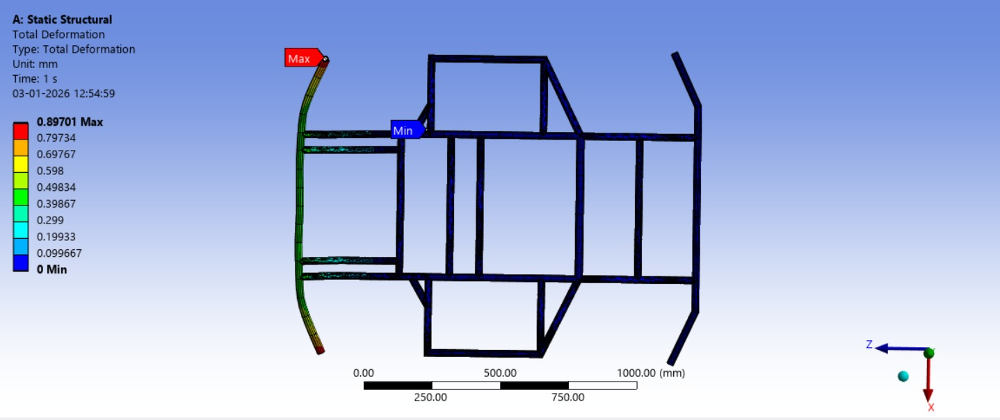 A: Static Structural
Total Deformation
Type: Total Deformation
Unit: mm
Time: 1 s
03-01-2026 12:54:59
0.89701 Max
0.79734
0.69767
0.598
0.49834
0.39867
0.299
0.19933
0.099667
0 Min
Max
Min
0.00 500.00 1000.00 (mm)
250.00 750.00
Z
X